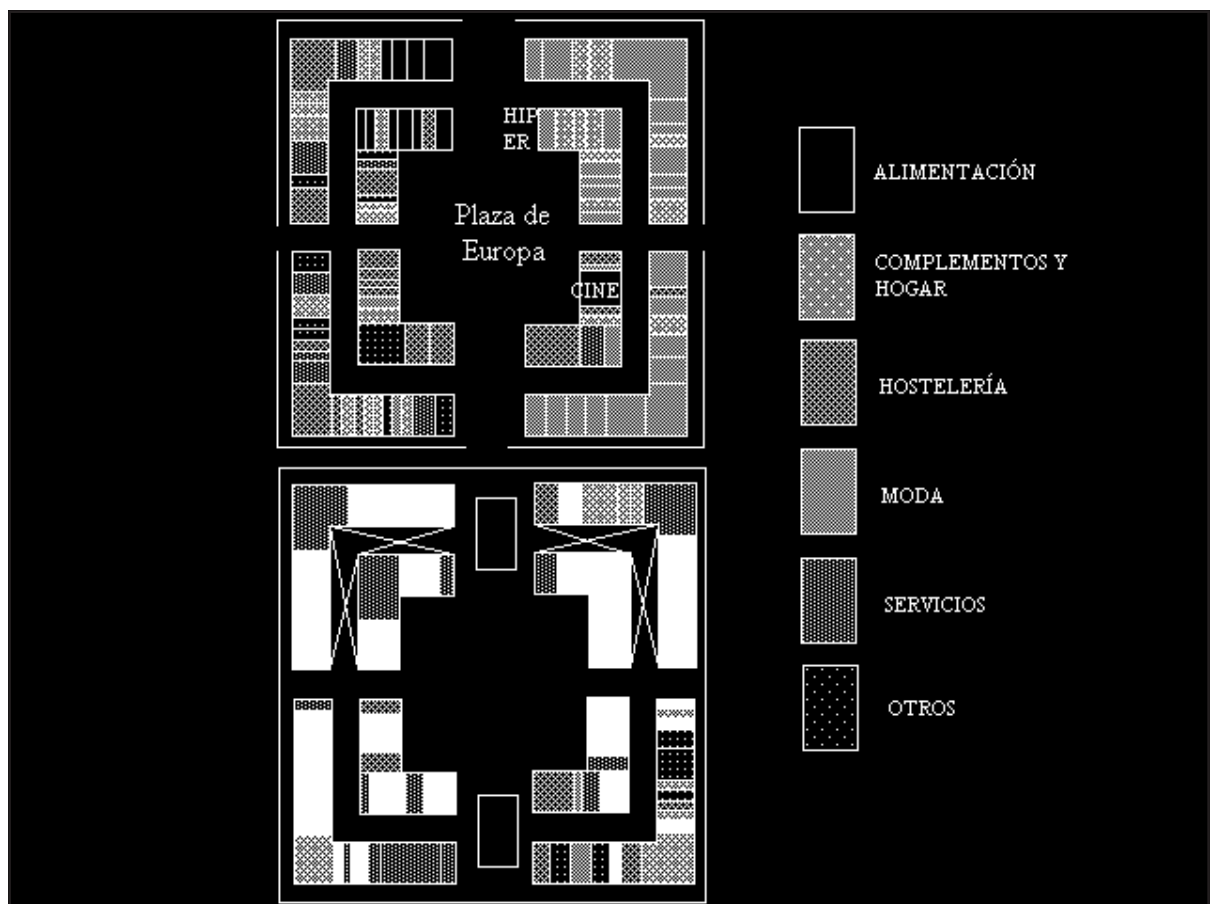 HIP
ER
Plaza de
Europa
CINE
ALIMENTACIÓN
COMPLEMENTOS Y
HOGAR
HOSTELERÍA
MODA
SERVICIOS
OTROS